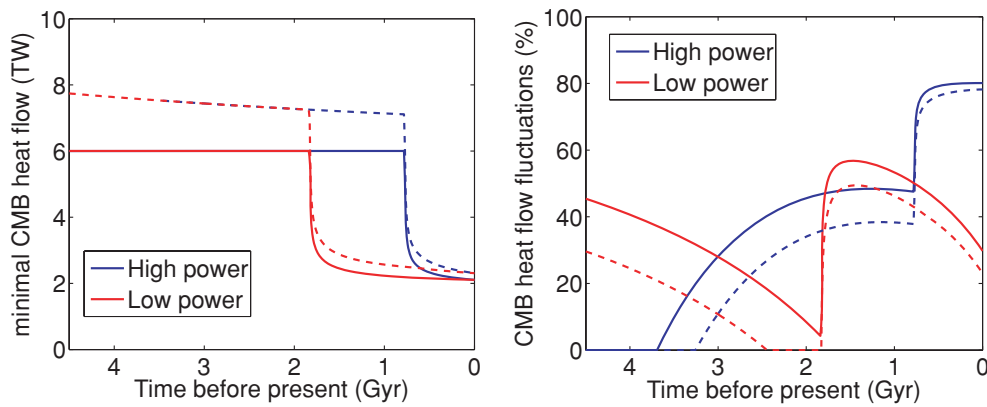 10
8
6
4
2
0
minimal CMB heat flow (TW)
High power
Low power
4 3 2 1 0
Time before present (Gyr)
100
80
60
40
20
0
CMB heat flow fluctuations (%)
High power
Low power
4 3 2 1 0
Time before present (Gyr)